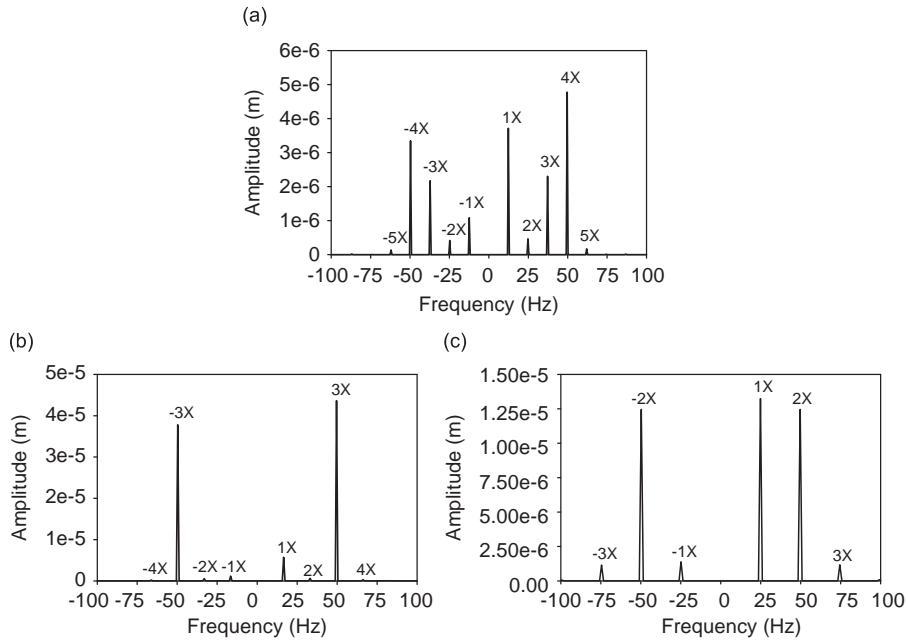 (a)
6e-6
5e-6
4e-6
3e-6
2e-6
1e-6
0
Amplitude (m)
-5X
-4X
-3X
-2X
-1X
1X
2X
3X
4X
5X
-100 -75 -50 -25 0 25 50 75 100
Frequency (Hz)
(b)
5e-5
4e-5
5e-5
2e-5
1e-5
0
Amplitude (m)
-4X
-3X
-2X
-1X
1X
2X
3X
4X
-100 -75 -50 -25 0 25 50 75 100
Frequency (Hz)
(c)
1.50e-5
1.25e-5
12.50e-5
7.50e-5
5.00e-6
2.50e-6
0.00
Amplitude (m)
-3X
-2X
-1X
1X
2X
3X
-100 -75 -50 -25 0 25 50 75 100
Frequency (Hz)